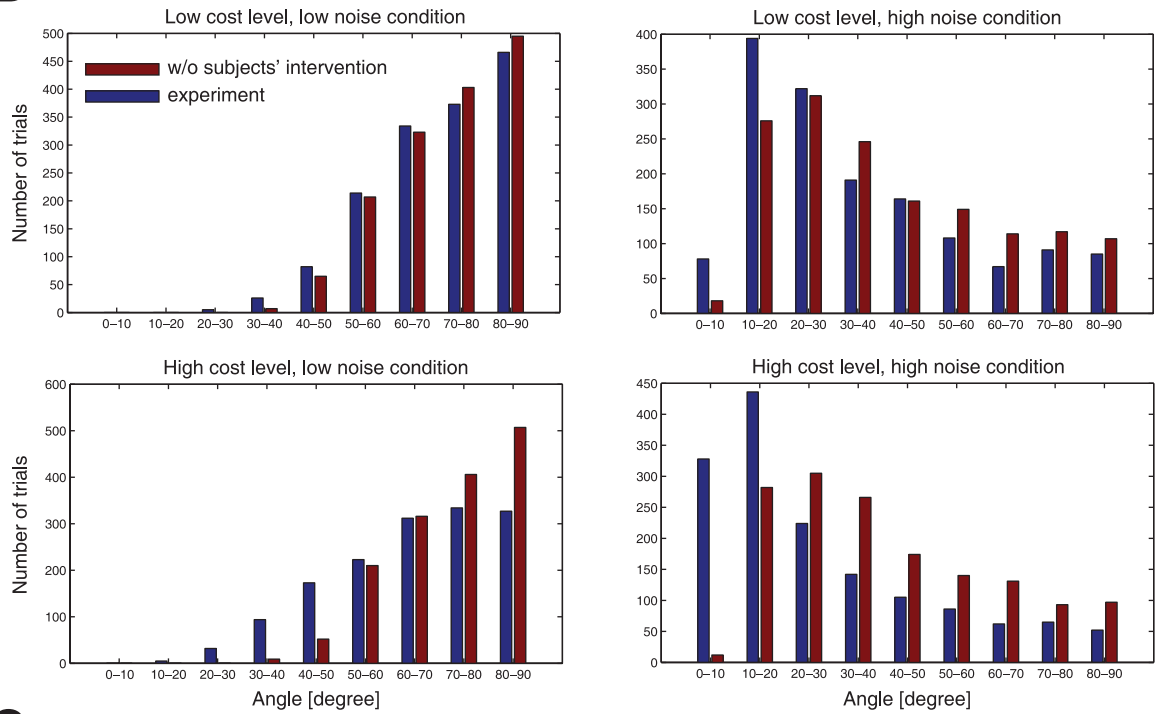 Low cost level, low noise condition
500
450
400
350
300
250
200
150
100
50
0
Number of trials
w/o subjects' intervention
experiment
0–10 10–20 20–30 30–40 40–50 50–60 60–70 70–80 80–90
Low cost level, high noise condition
400
350
300
250
200
150
100
50
0
0–10 10–20 20–30 30–40 40–50 50–60 60–70 70–80 80–90
High cost level, low noise condition
600
500
400
300
200
100
0
Number of trials
0–10 10–20 20–30 30–40 40–50 50–60 60–70 70–80 80–90
Angle [degree]
High cost level, high noise condition
450
400
350
300
250
200
150
100
50
0
0–10 10–20 20–30 30–40 40–50 50–60 60–70 70–80 80–90
Angle [degree]